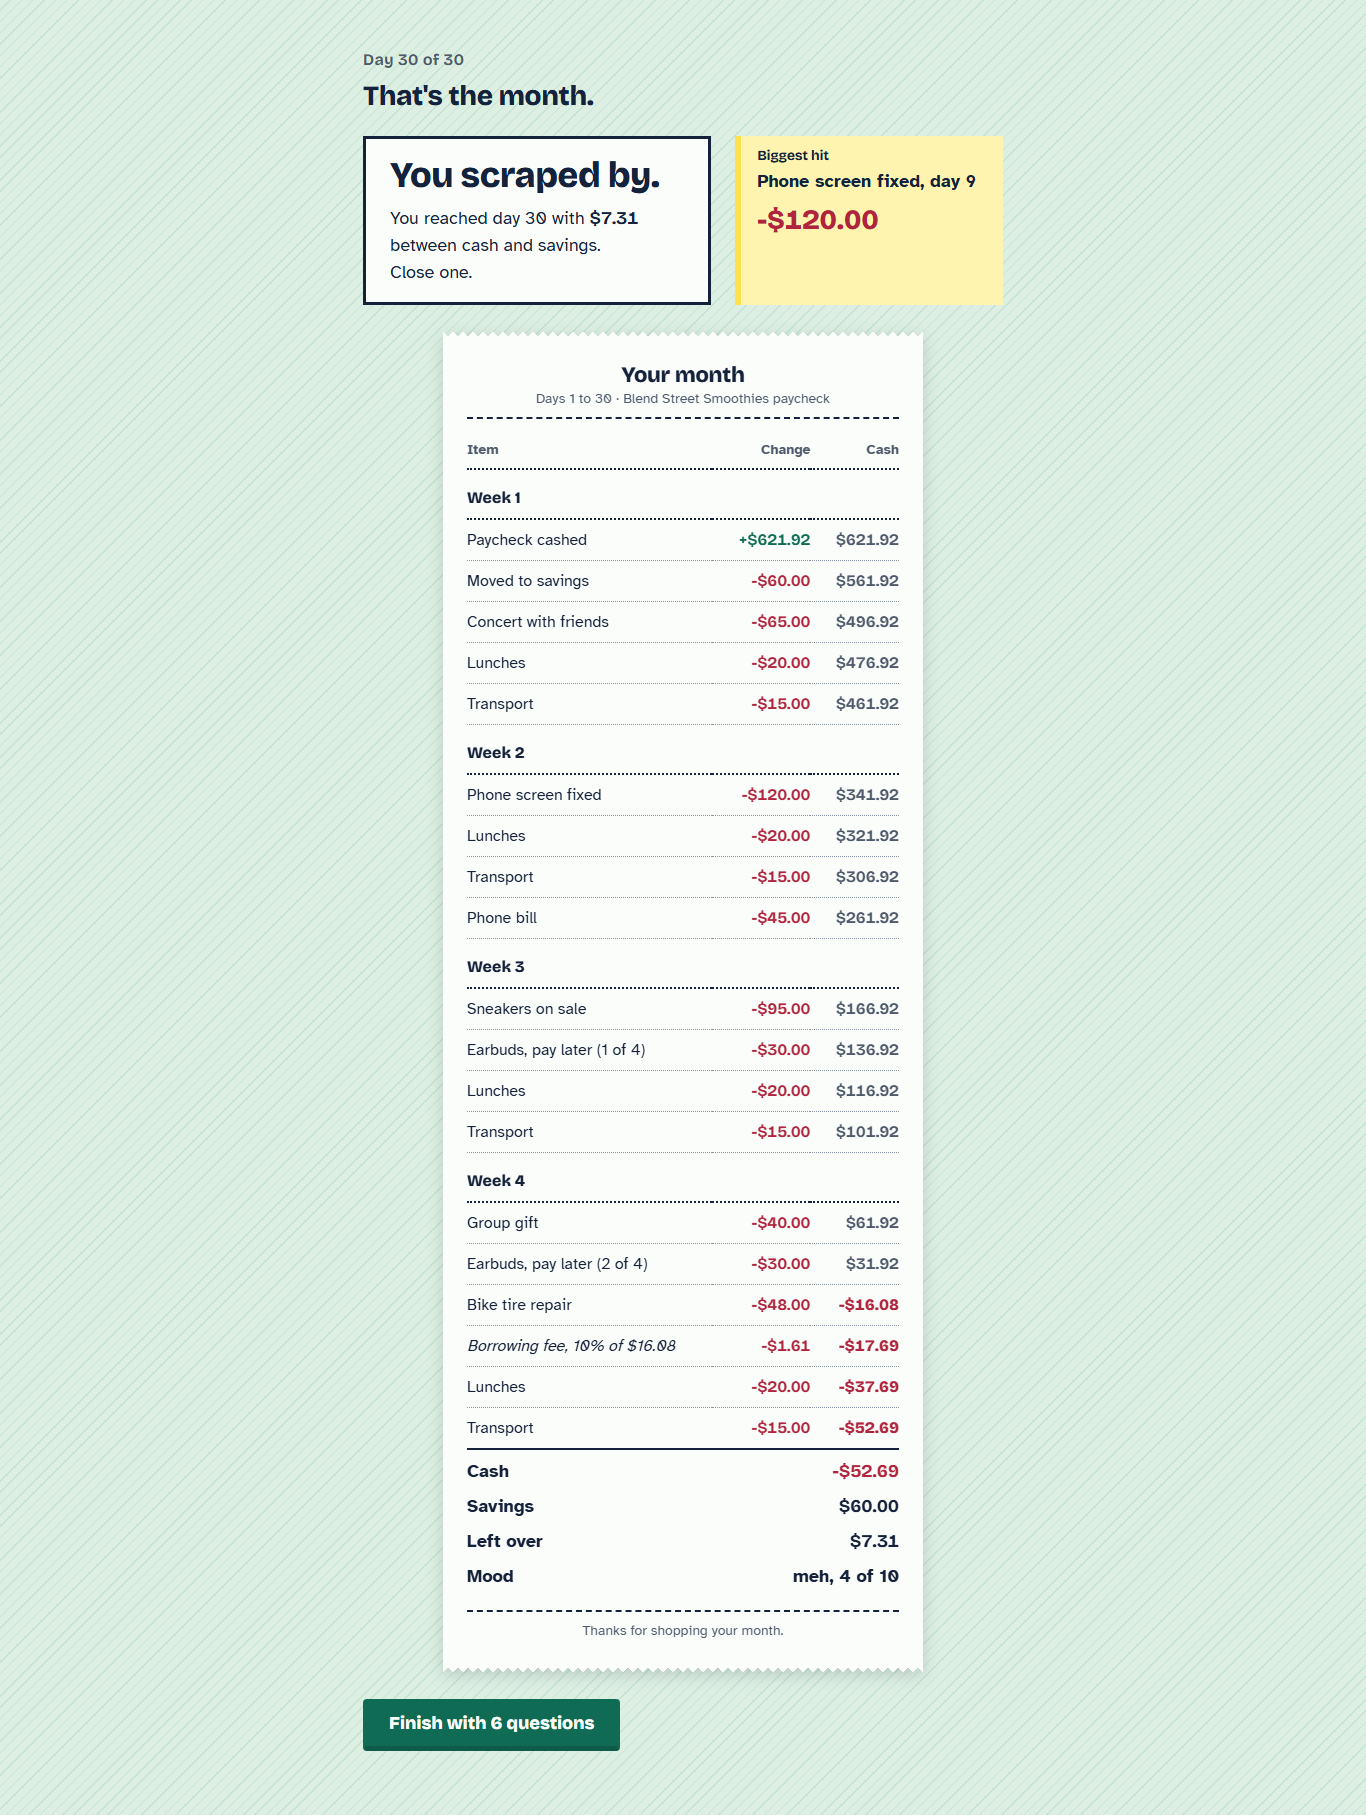 Day 30 of 30
That's the month.
You scraped by.
You reached day 30 with $7.31
between cash and savings.
Close one.
Biggest hit
Phone screen fixed, day 9
-$120.00
Your month
Days 1 to 30 · Blend Street Smoothies paycheck
Item Change Cash
Week 1
Paycheck cashed +$621.92 $621.92
Moved to savings -$60.00 $561.92
Concert with friends -$65.00 $496.92
Lunches -$20.00 $476.92
Transport -$15.00 $461.92
Week 2
Phone screen fixed -$120.00 $341.92
Lunches -$20.00 $321.92
Transport -$15.00 $306.92
Phone bill -$45.00 $261.92
Week 3
Sneakers on sale -$95.00 $166.92
Earbuds, pay later (1 of 4) -$30.00 $136.92
Lunches -$20.00 $116.92
Transport -$15.00 $101.92
Week 4
Group gift -$40.00 $61.92
Earbuds, pay later (2 of 4) -$30.00 $31.92
Bike tire repair -$48.00 -$16.08
Borrowing fee, 10% of $16.08 -$1.61 -$17.69
Lunches -$20.00 -$37.69
Transport -$15.00 -$52.69
Cash -$52.69
Savings $60.00
Left over $7.31
Mood meh, 4 of 10
Thanks for shopping your month.
Finish with 6 questions